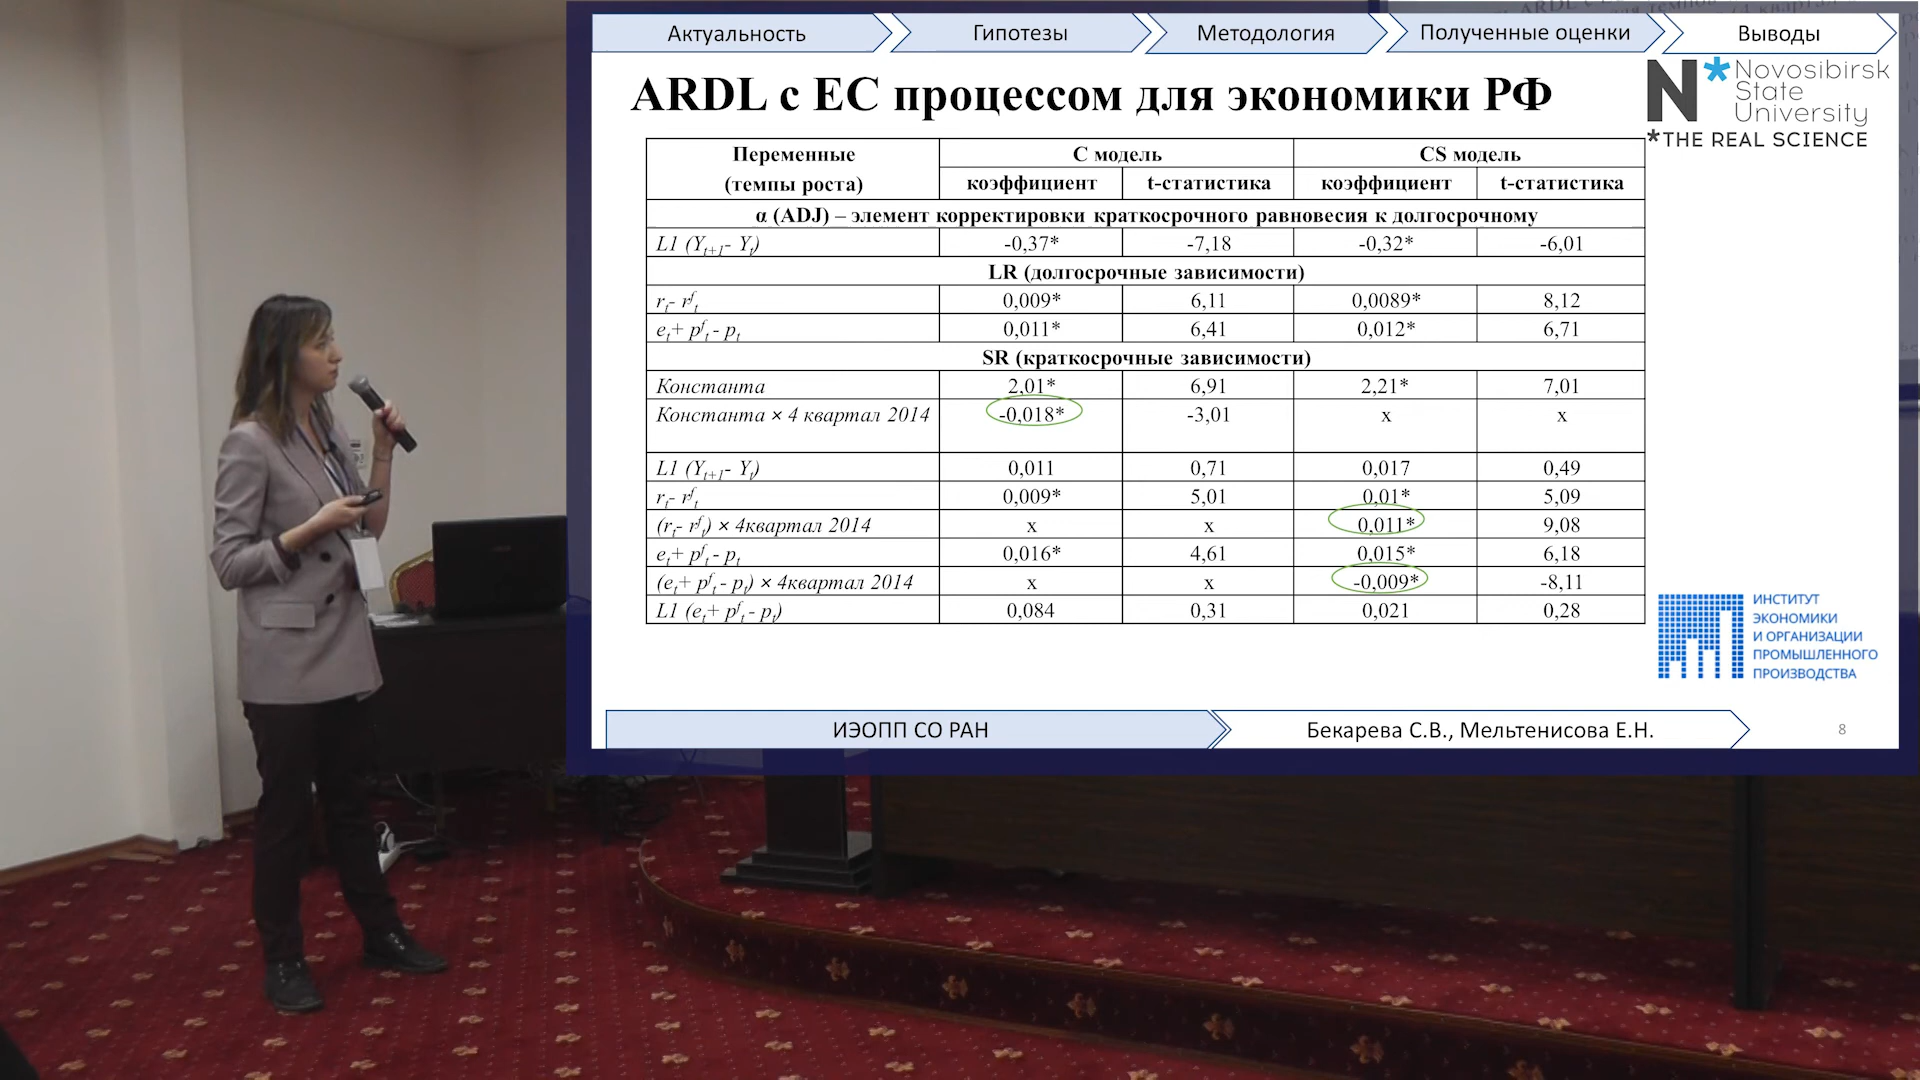 Актуальность
Гипотезы
Методология
Полученные оценки
Выводы
ARDL с ЕС процессом для экономики РФ
N* Novosibirsk
State
University
*THE REAL SCIENCE
Переменные
(темпы роста)
С модель
CS модель
коэффициент t-статистика коэффициент t-статистика
α (ADJ) – элемент корректировки краткосрочного равновесия к долгосрочному
L1 (Yt+1- Yt) -0,37* -7,18 -0,32* -6,01
LR (долгосрочные зависимости)
rt- rft 0,009* 6,11 0,0089* 8,12
et+ pft - pt 0,011* 6,41 0,012* 6,71
SR (краткосрочные зависимости)
Константа 2,01* 6,91 2,21* 7,01
Константа × 4 квартал 2014 -0,018* -3,01 x x
L1 (Yt+1- Yt) 0,011 0,71 0,017 0,49
rt- rft 0,009* 5,01 0,01* 5,09
(rt- rft) × 4квартал 2014 x x 0,011* 9,08
et+ pft - pt 0,016* 4,61 0,015* 6,18
(et+ pft - pt) × 4квартал 2014 x x -0,009* -8,11
L1 (et+ pft - pt) 0,084 0,31 0,021 0,28
ИНСТИТУТ
ЭКОНОМИКИ
И ОРГАНИЗАЦИИ
ПРОМЫШЛЕННОГО
ПРОИЗВОДСТВА
ИЭОПП СО РАН
Бекарева С.В., Мельтенисова Е.Н.
8